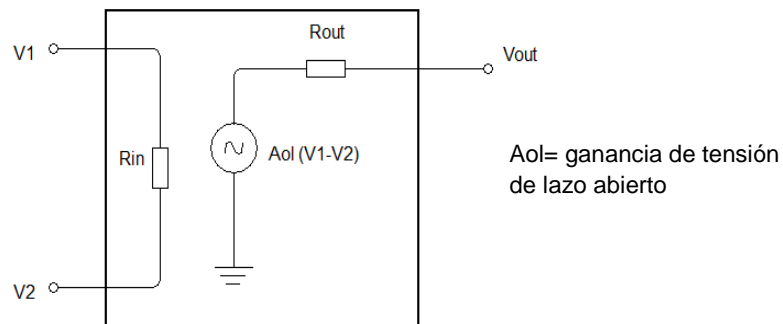 Rout
V1
Vout
Rin
Aol (V1-V2)
Aol= ganancia de tensión
de lazo abierto
V2